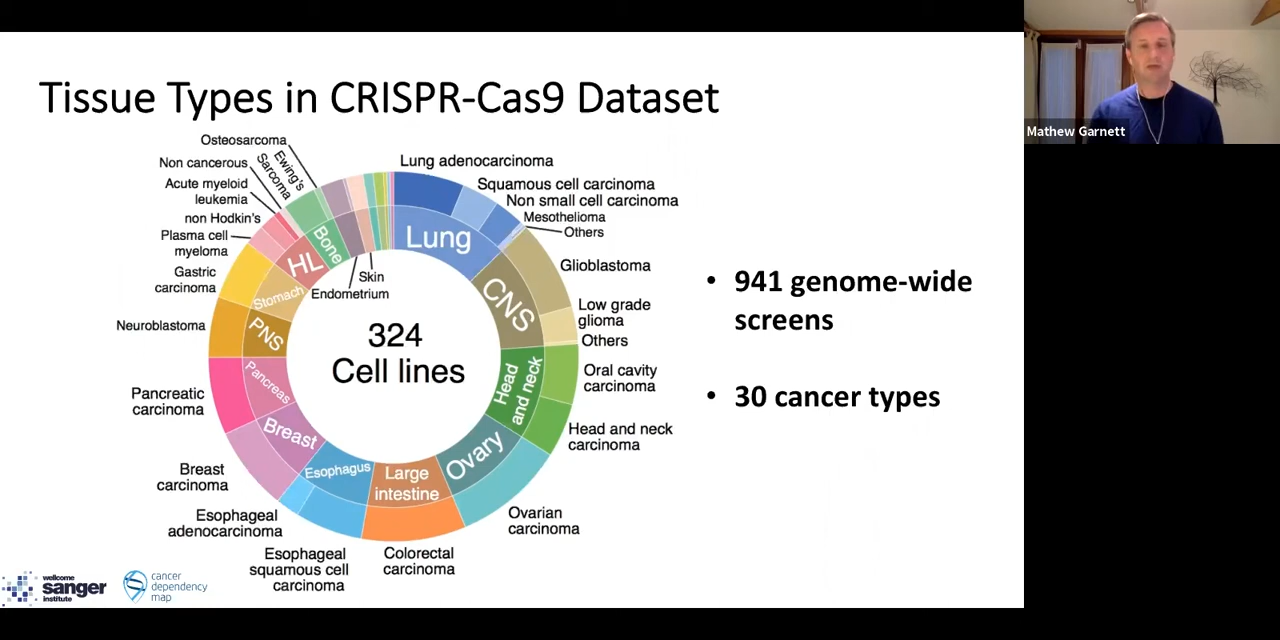 Tissue Types in CRISPR-Cas9 Dataset
Mathew Garnett
Osteosarcoma
Ewing's
Sarcoma
Non cancerous
Acute myeloid
leukemia
non Hodkin's
Plasma cell
myeloma
Gastric
carcinoma
Neuroblastoma
Pancreatic
carcinoma
Breast
carcinoma
Esophageal
adenocarcinoma
Esophageal
squamous cell
carcinoma
Colorectal
carcinoma
Ovarian
carcinoma
Head and neck
carcinoma
Oral cavity
carcinoma
Others
Low grade
glioma
Glioblastoma
Others
Mesothelioma
Non small cell carcinoma
Squamous cell carcinoma
Lung adenocarcinoma
Lung
CNS
Head
and neck
Ovary
Large
intestine
Esophagus
Breast
Pancreas
PNS
Stomach
HL
Bone
Endometrium
Skin
324
Cell lines
• 941 genome-wide
screens
• 30 cancer types
wellcome
sanger
institute
cancer
dependency
map